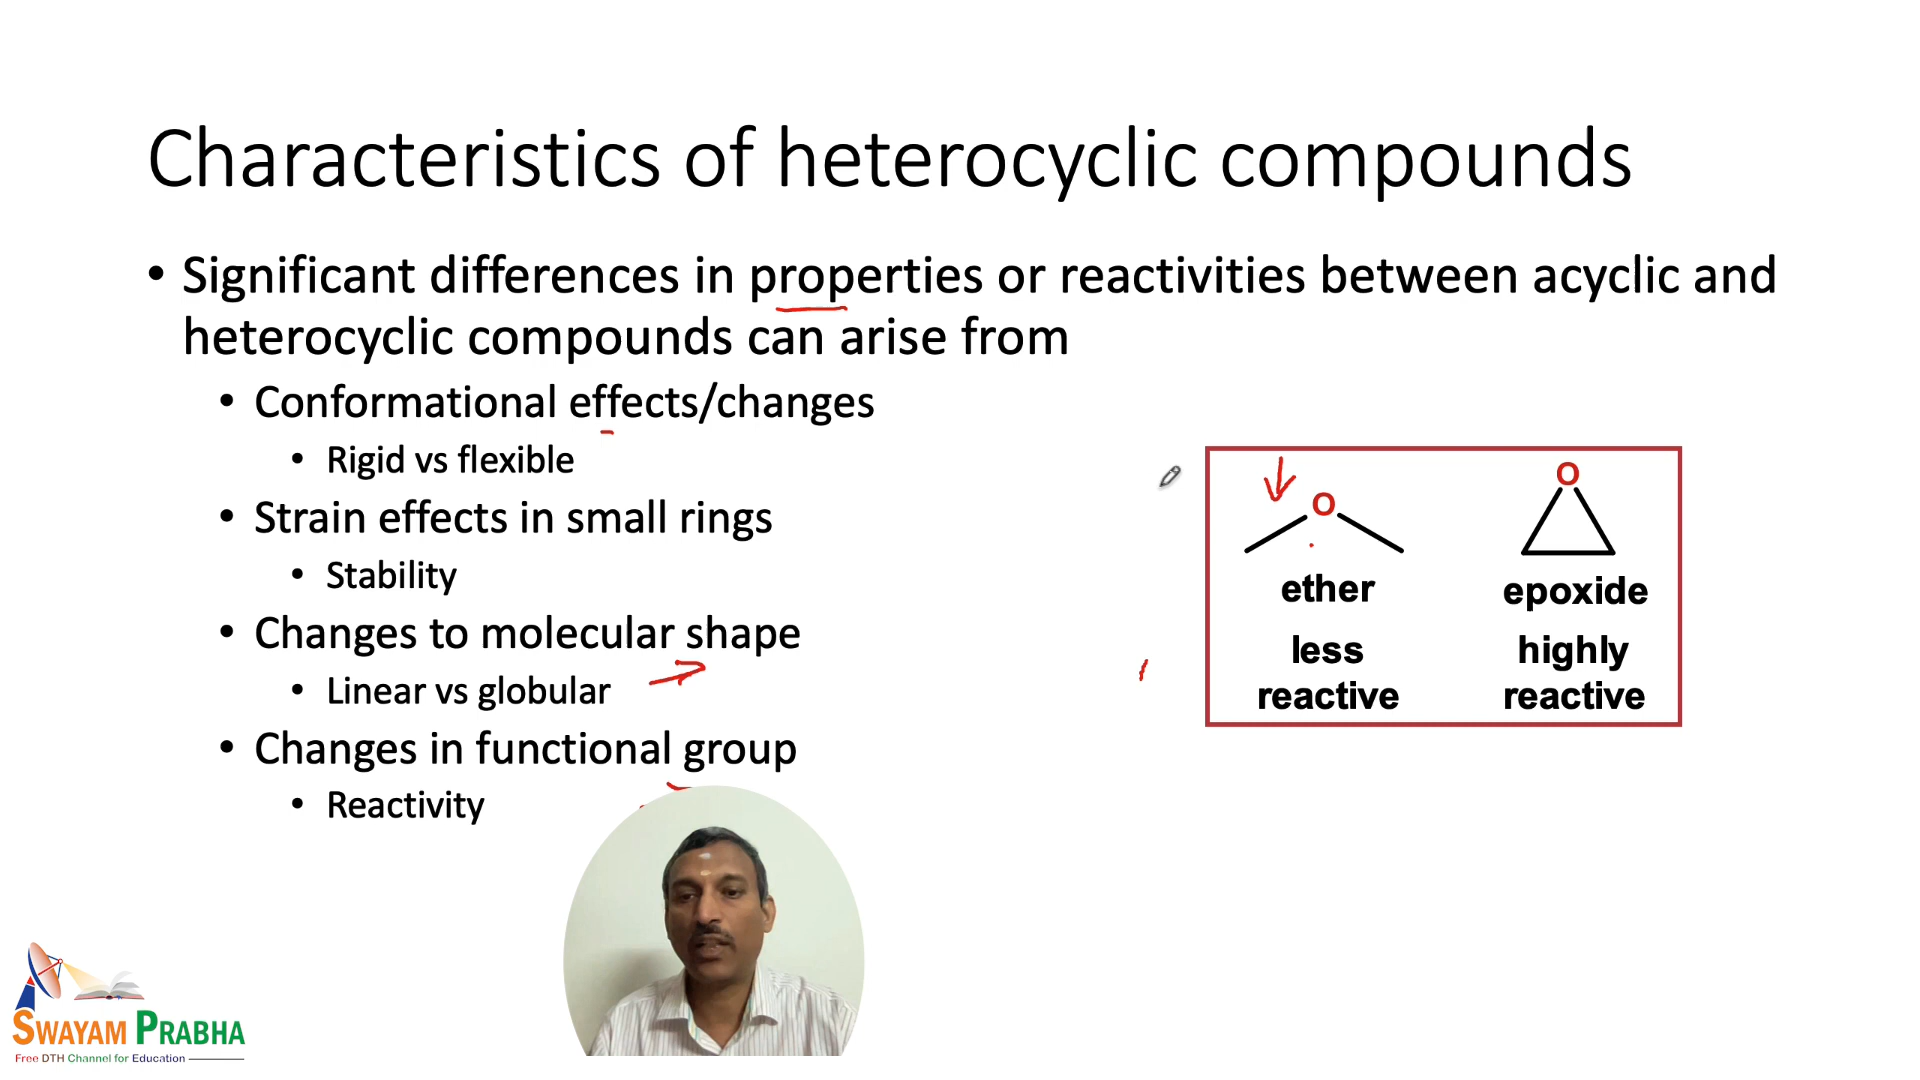 Characteristics of heterocyclic compounds
• Significant differences in properties or reactivities between acyclic and
heterocyclic compounds can arise from
• Conformational effects/changes
• Rigid vs flexible
• Strain effects in small rings
• Stability
• Changes to molecular shape
• Linear vs globular
• Changes in functional group
• Reactivity
O
ether
less
reactive
O
epoxide
highly
reactive
SWAYAM PRABHA
Free DTH Channel for Education